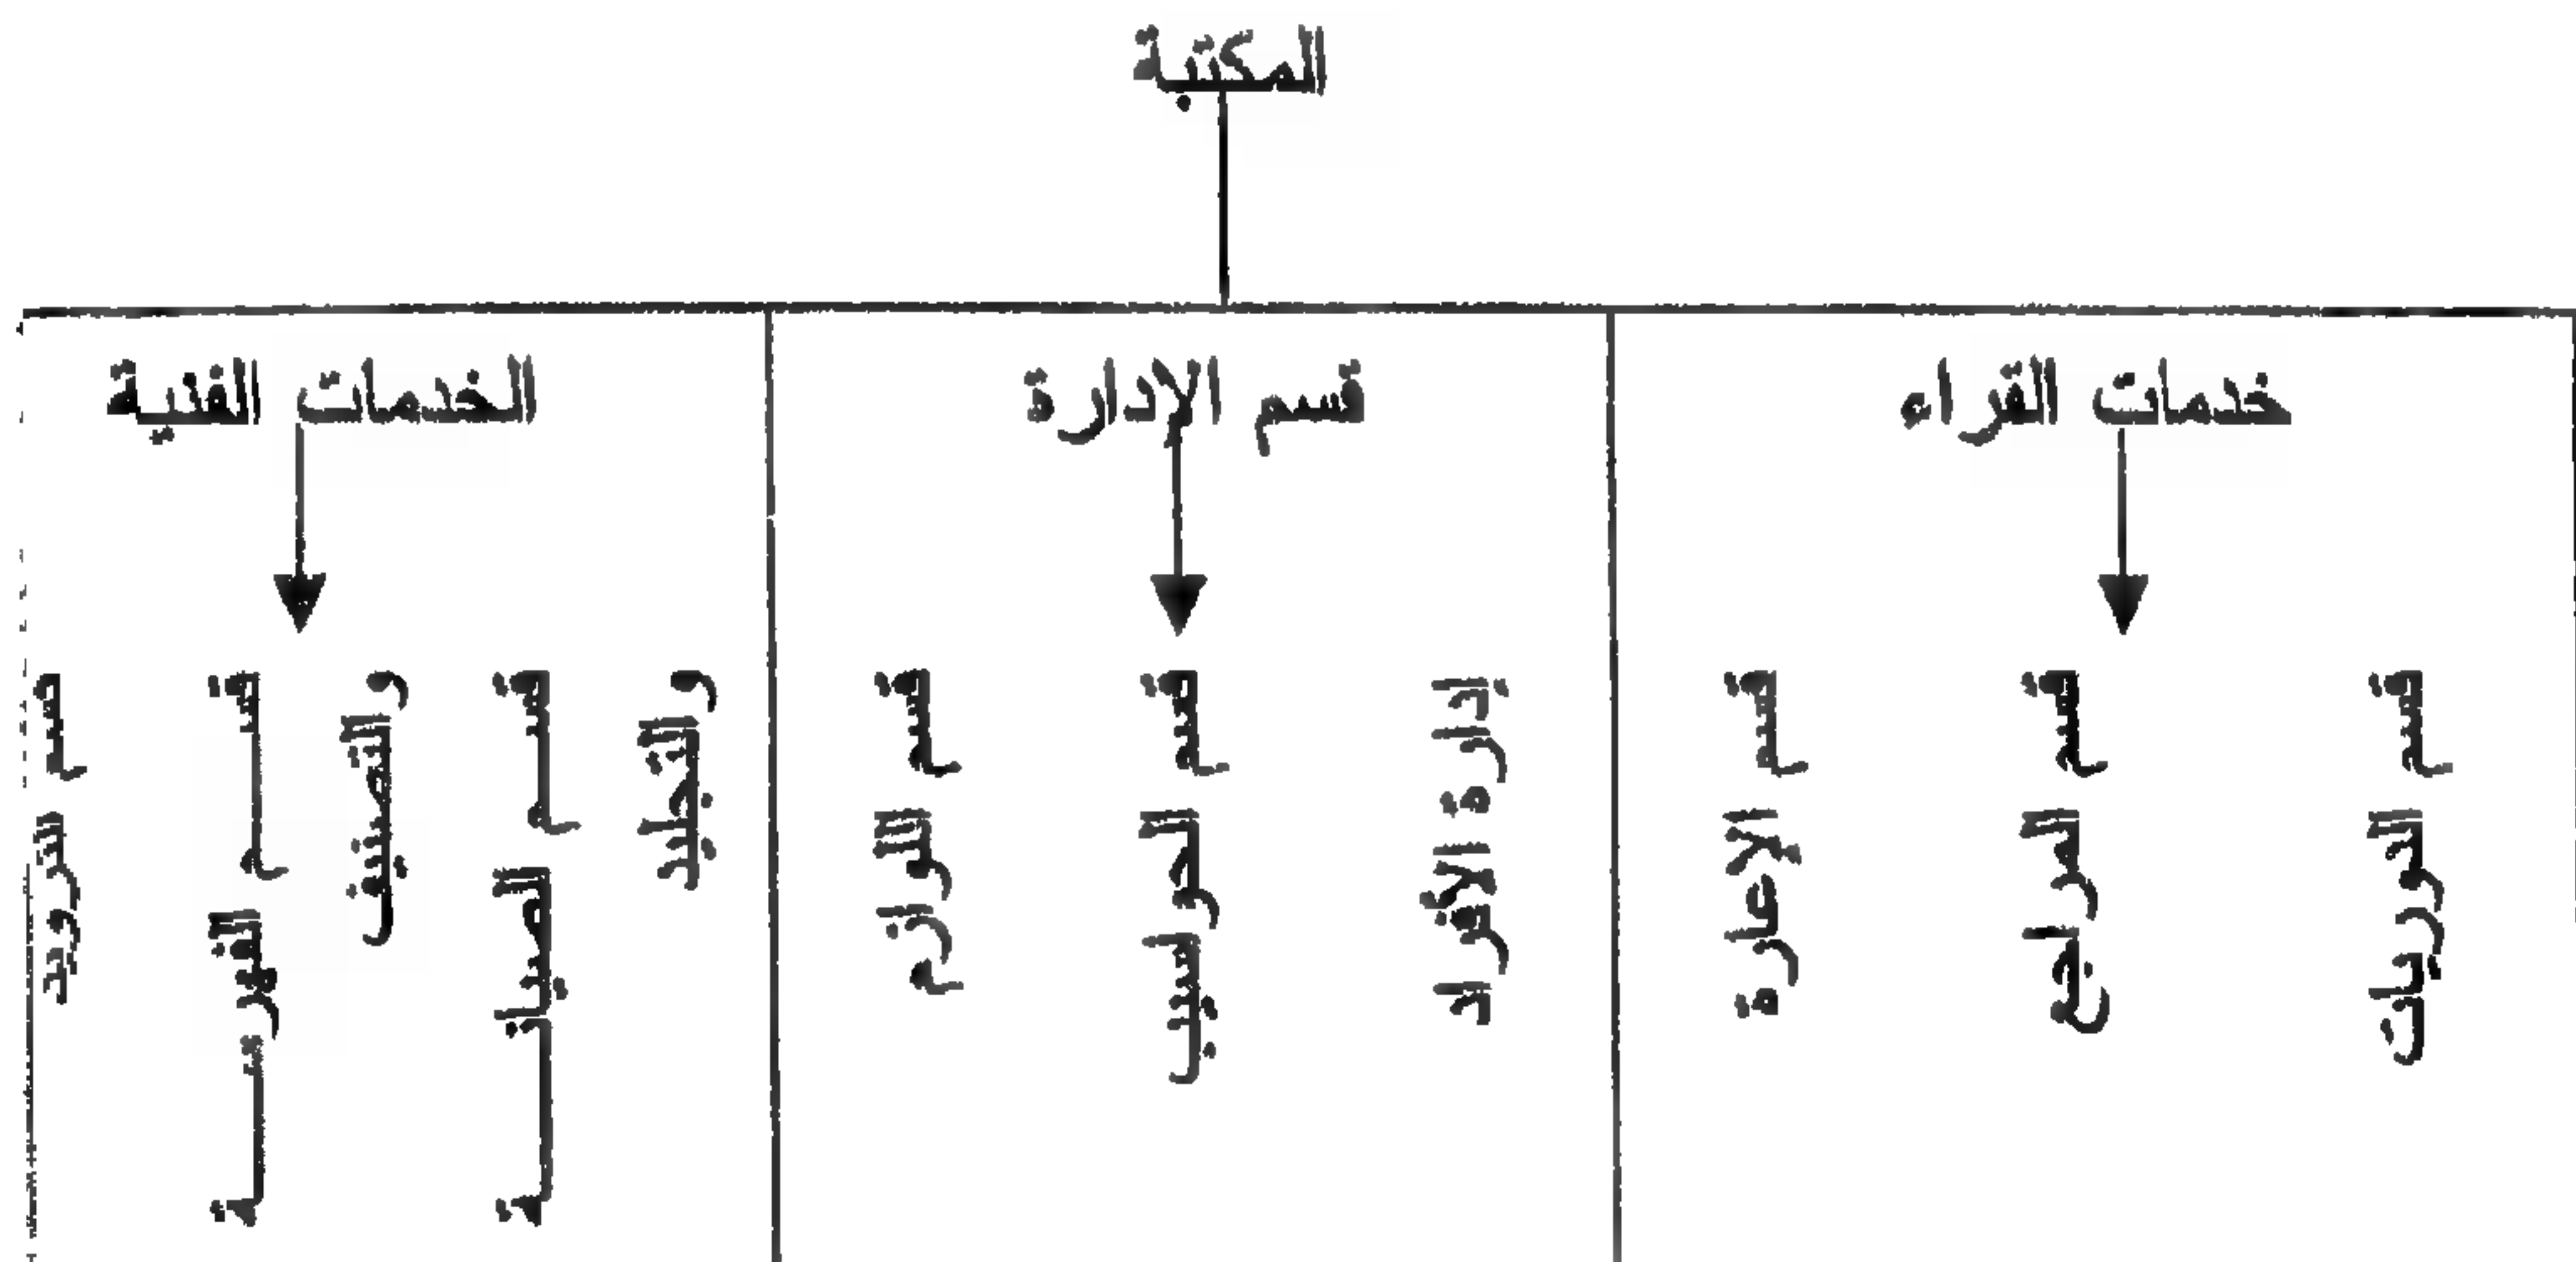 المكتبة
خدمات القراء
قسم الإدارة
الخدمات الفنية
قسم الدوريات
قسم المراجع
قسم الإعارة
إدارة الأفراد
قسم الحواسيب
قسم اللوازم
قسم الصيانة
والتجليد
قسم الفهرسة
والتصنيف
قسم التزويد